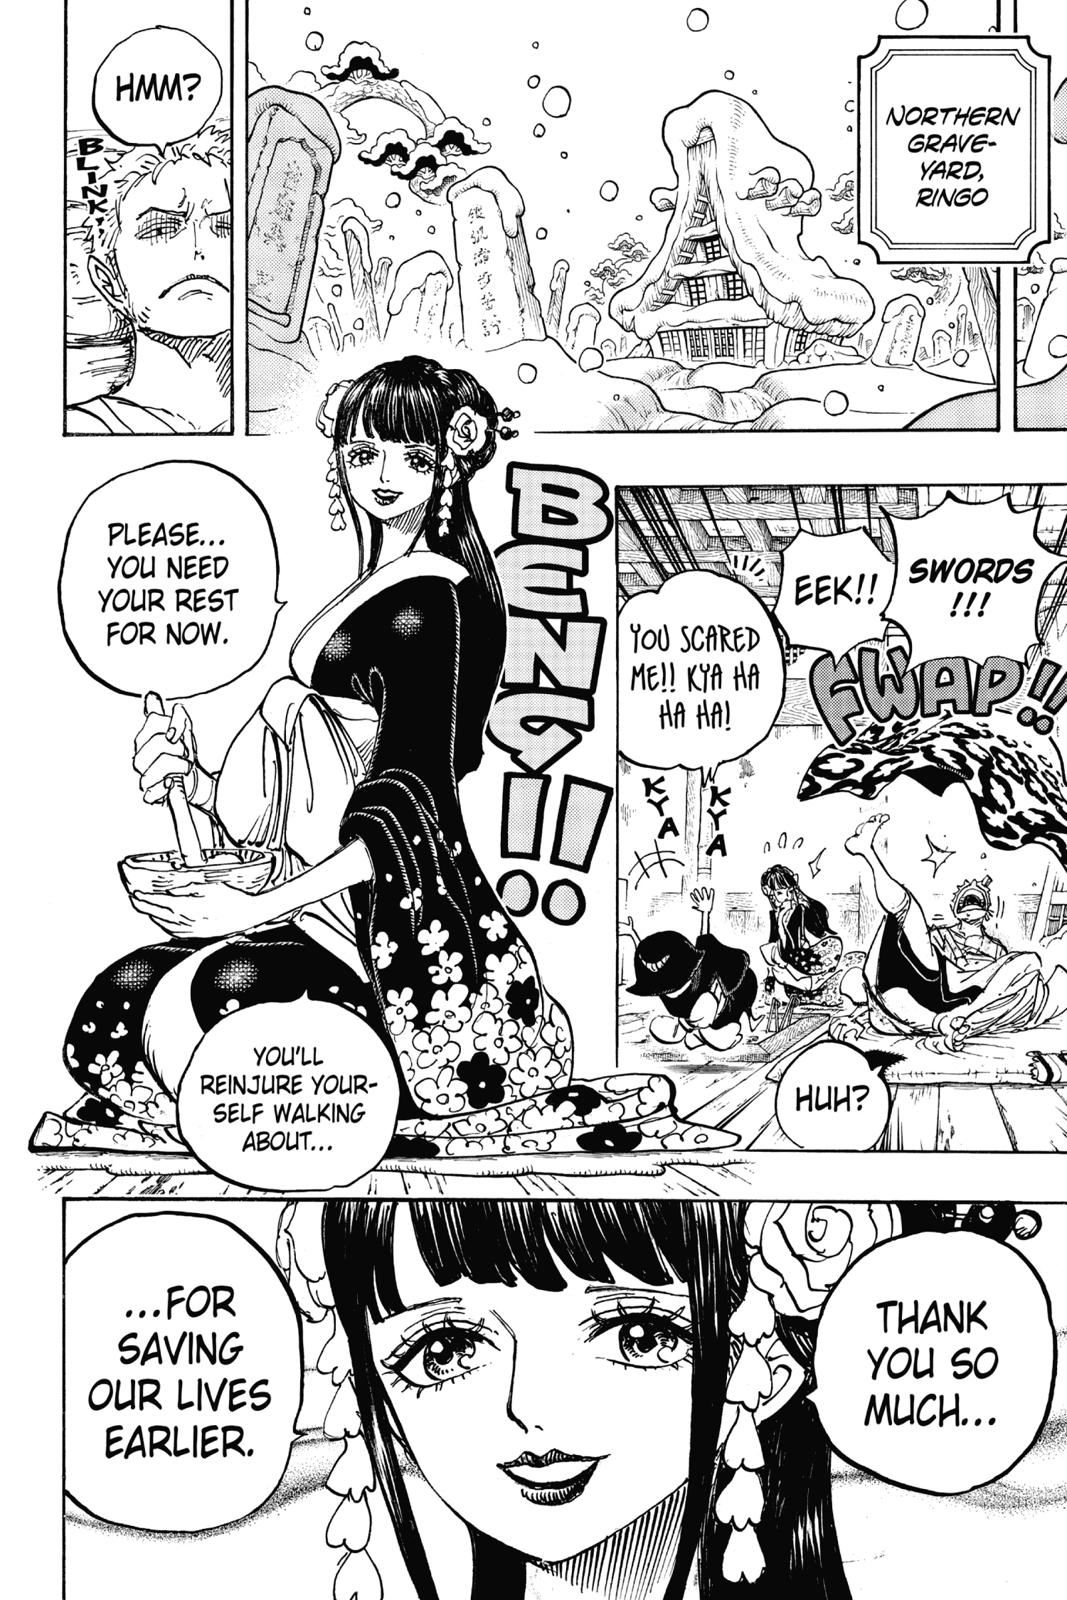 NORTHERN
GRAVE-
YARD,
RINGO
HMM?
BLINK!!
SWORDS
!!!
EEK!!
FWAP!!
YOU SCARED
ME!! KYA HA
HA HA!
KYA
KYA
HUH?
BENG!!
PLEASE...
YOU NEED
YOUR REST
FOR NOW.
YOU'LL
REINJURE YOUR-
SELF WALKING
ABOUT...
THANK
YOU SO
MUCH...
...FOR
SAVING
OUR LIVES
EARLIER.